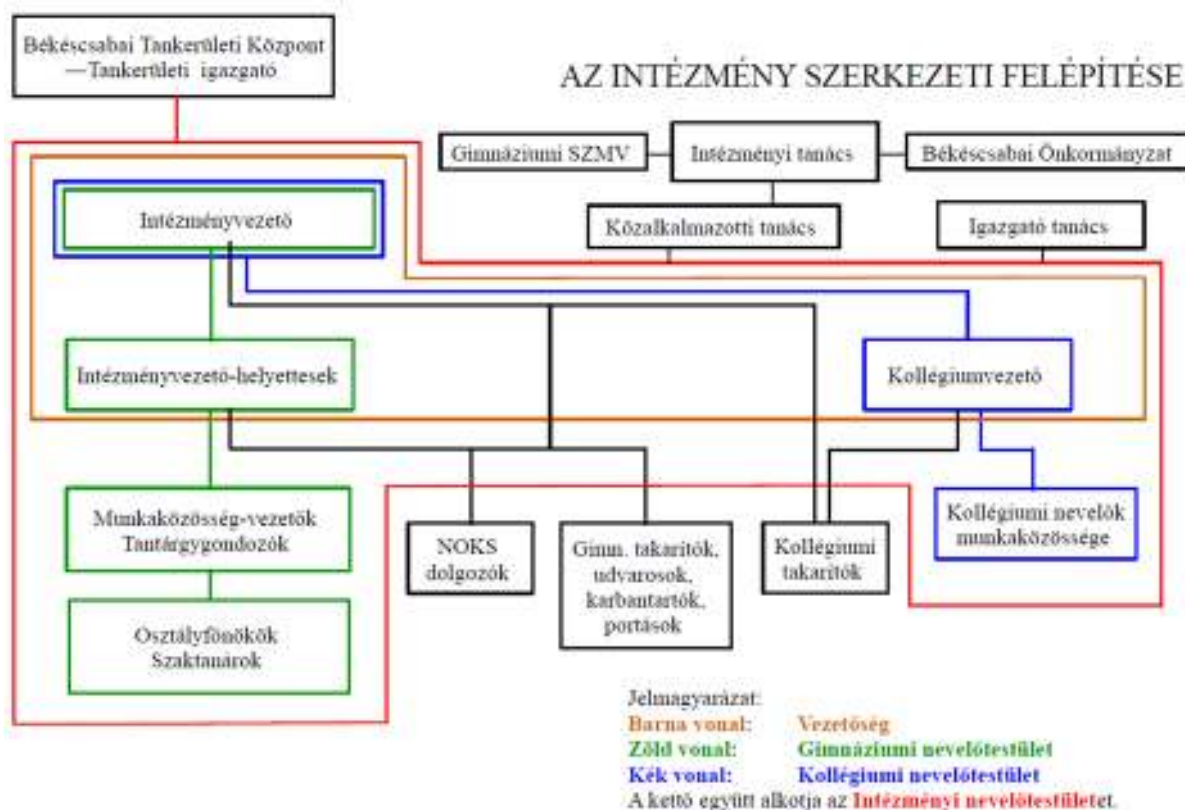 Békéscsabai Tankerületi Központ
—Tankerületi igazgató
AZ INTÉZMÉNY SZERKEZETI FELÉPÍTÉSE
Gimnáziumi SZMV
Intézményi tanács
Békéscsabai Önkormányzat
Intézményvezető
Közalkalmazotti tanács
Igazgató tanács
Intézményvezető-helyettesek
Kollégiumvezető
Munkaközösség-vezetők
Tantárgygondozók
NOKS
dolgozók
Gimn. takarítók,
udvarosok,
karbantartók,
portások
Kollégiumi
takarítók
Kollégiumi nevelők
munkaközössége
Osztályfőnökök
Szaktanárok
Jelmagyarázat:
Barna vonal: Vezetőség
Zöld vonal: Gimnáziumi nevelőtestület
Kék vonal: Kollégiumi nevelőtestület
A kettő együtt alkotja az Intézményi nevelőtestületet.